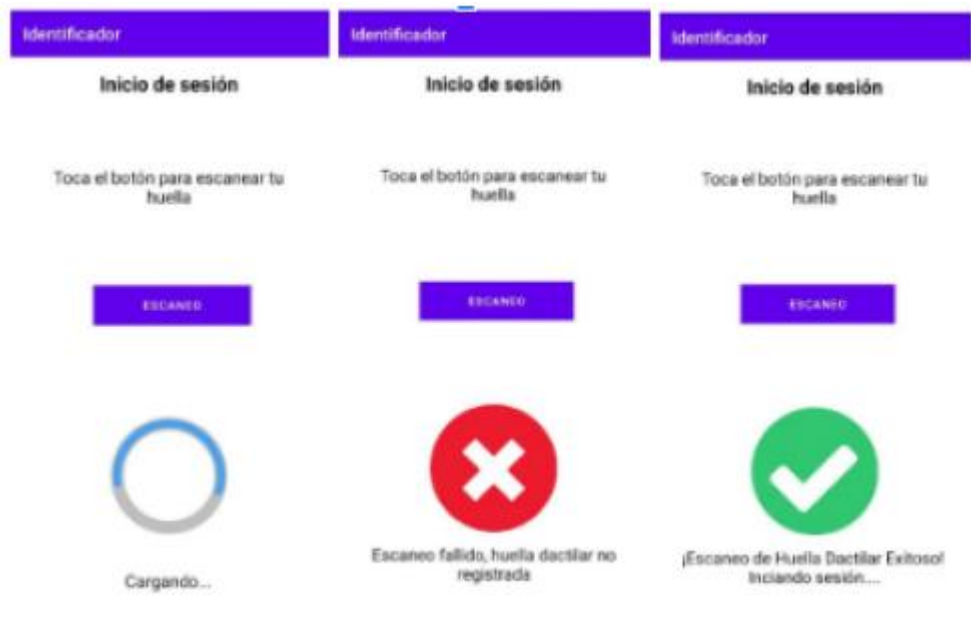 Identificador
Inicio de sesión
Toca el botón para escanear tu
huella
ESCANEO
Cargando...
Identificador
Inicio de sesión
Toca el botón para escanear tu
huella
ESCANEO
Escaneo fallido, huella dactilar no
registrada
Identificador
Inicio de sesión
Toca el botón para escanear tu
huella
ESCANEO
¡Escaneo de Huella Dactilar Exitoso!
Inciando sesión....